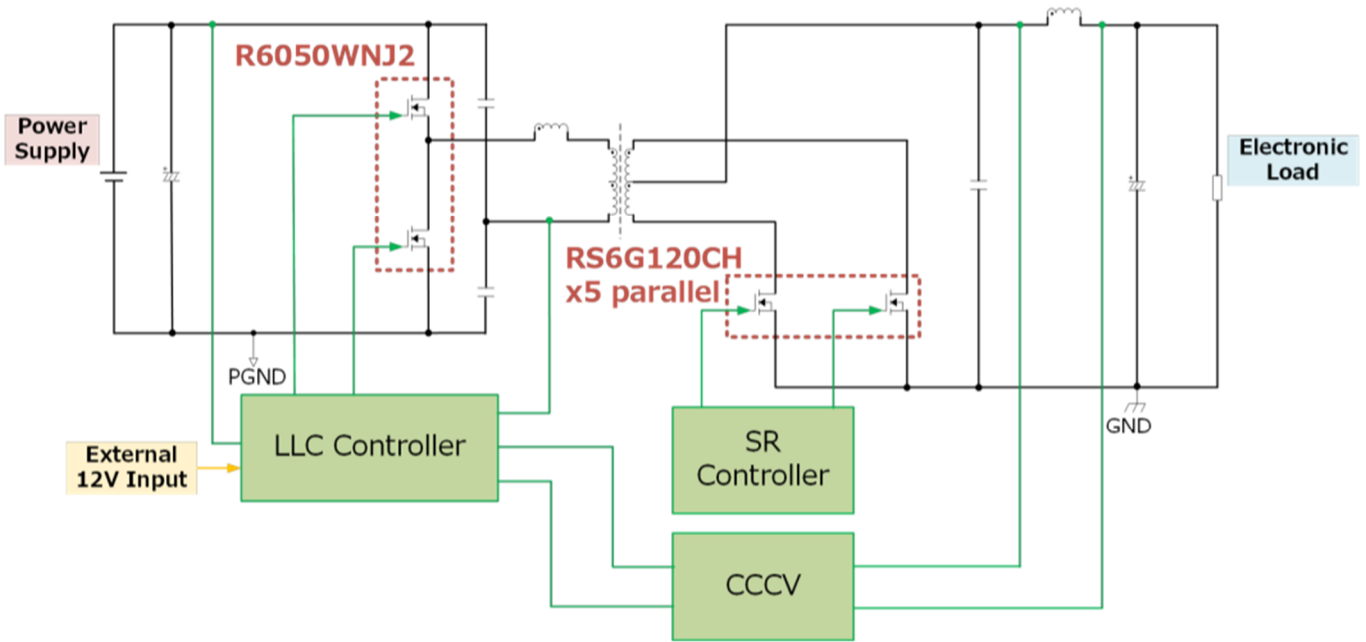 R6050WNJ2
Power
Supply
Electronic
Load
RS6G120CH
x5 parallel
PGND
GND
LLC Controller
External
12V Input
SR
Controller
CCCV